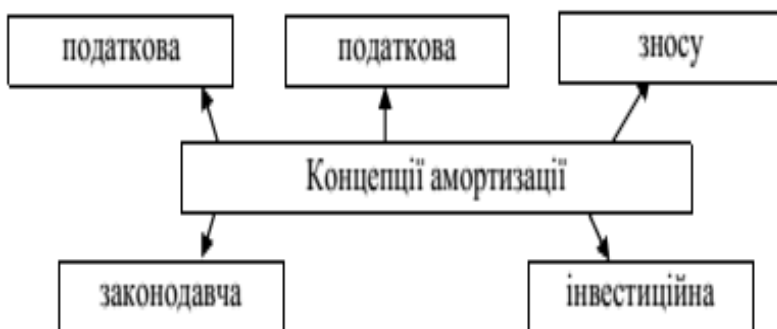 податкова
податкова
зносу
Концепції амортизації
законодавча
інвестиційна